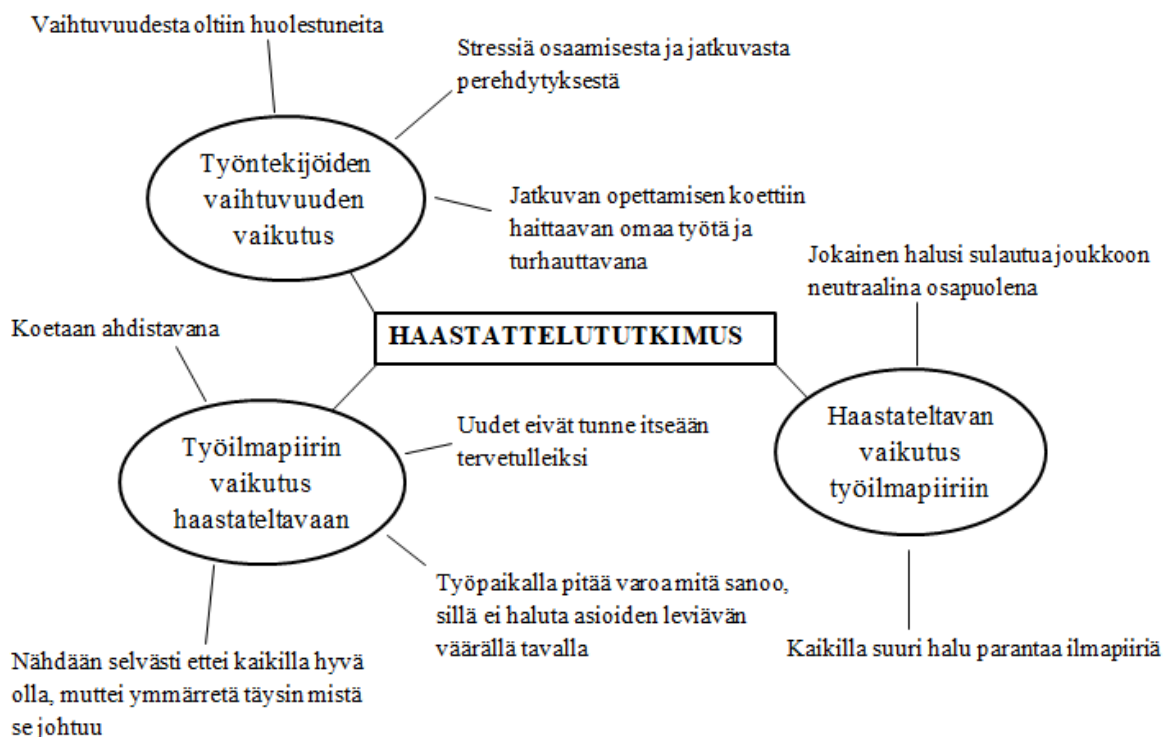 Vaihtuvuudesta oltiin huolestuneita
Stressiä osaamisesta ja jatkuvasta
perehdytyksestä
Työntekijöiden
vaihtuvuuden
vaikutus
Jatkuvan opettamisen koettiin
haittaavan omaa työtä ja
turhauttavana
Jokainen halusi sulautua joukkoon
neutraalina osapuolena
Koetaan ahdistavana
HAASTATTELUTUTKIMUS
Työilmapiirin
vaikutus
haastateltavaan
Uudet eivät tunne itseään
tervetulleiksi
Haastateltavan
vaikutus
työilmapiiriin
Työpaikalla pitää varoa mitä sanoo,
sillä ei haluta asioiden leviävän
väärällä tavalla
Kaikilla suuri halu parantaa ilmapiiriä
Nähdään selvästi ettei kaikilla hyvä
olla, muttei ymmärretä täysin mistä
se johtuu